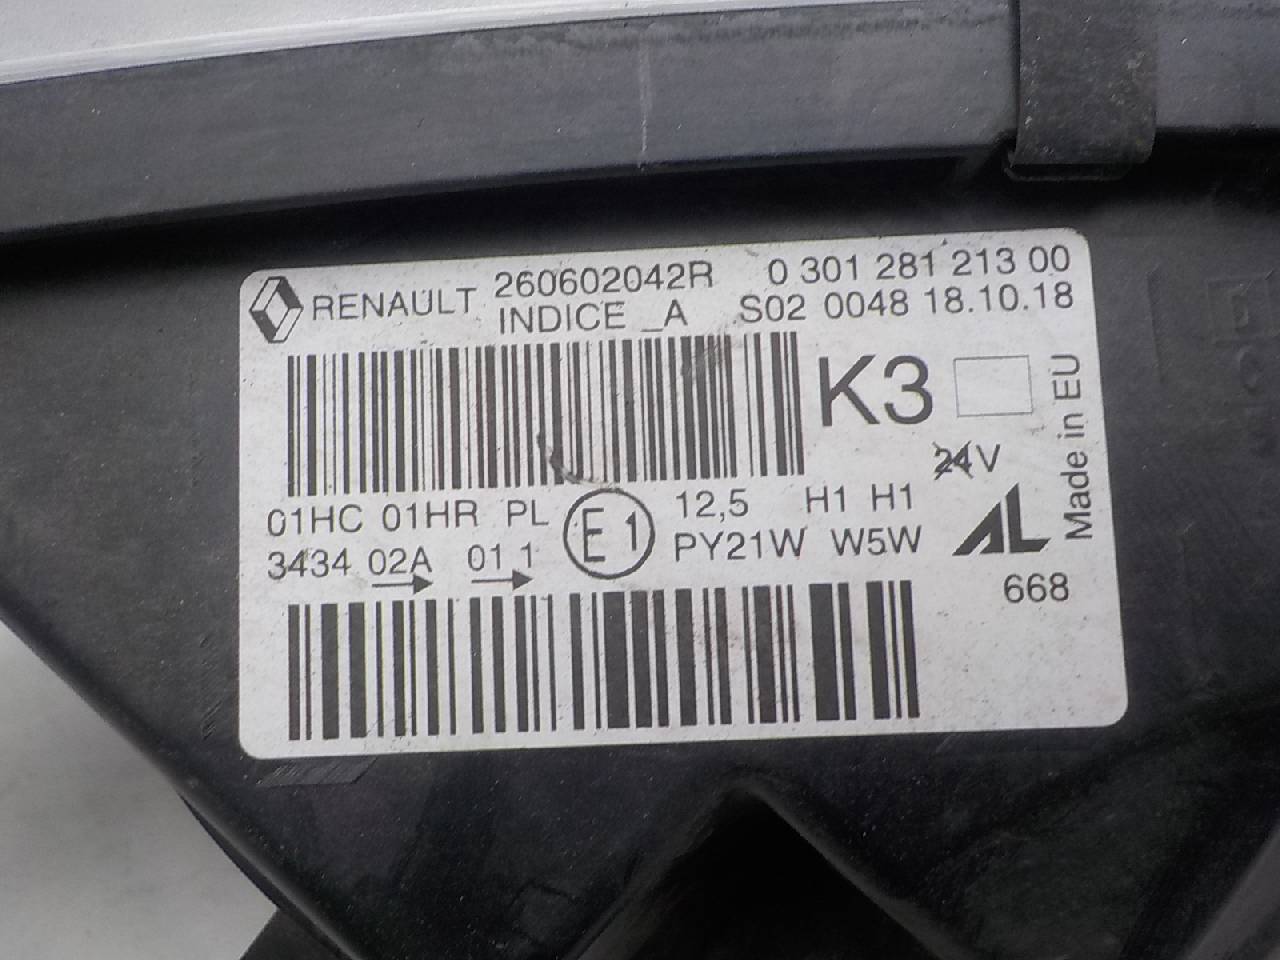 RENAULT 260602042R 0 301 281 213 00
INDICE _A S02 0048 18.10.18
K3
Made in EU
24V
01HC 01HR PL E1 12,5 H1 H1
3434 02A 01 1 PY21W W5W AL
668